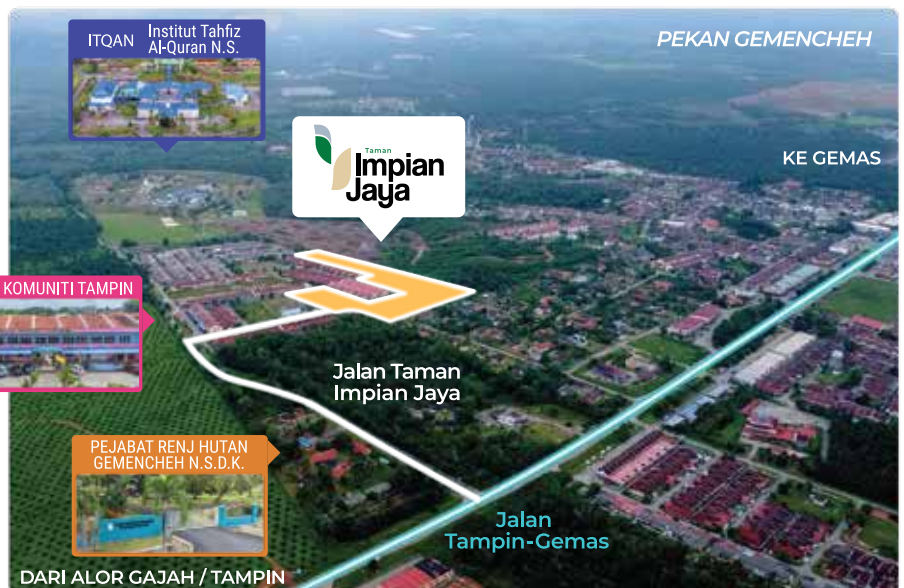 ITQAN
Institut Tahfiz
Al-Quran N.S.
PEKAN GEMENCHEH
Taman
Impian
Jaya
KE GEMAS
KOMUNITI TAMPIN
Jalan Taman
Impian Jaya
PEJABAT RENJ HUTAN
GEMENCHEH N.S.D.K.
Jalan
Tampin-Gemas
DARI ALOR GAJAH / TAMPIN